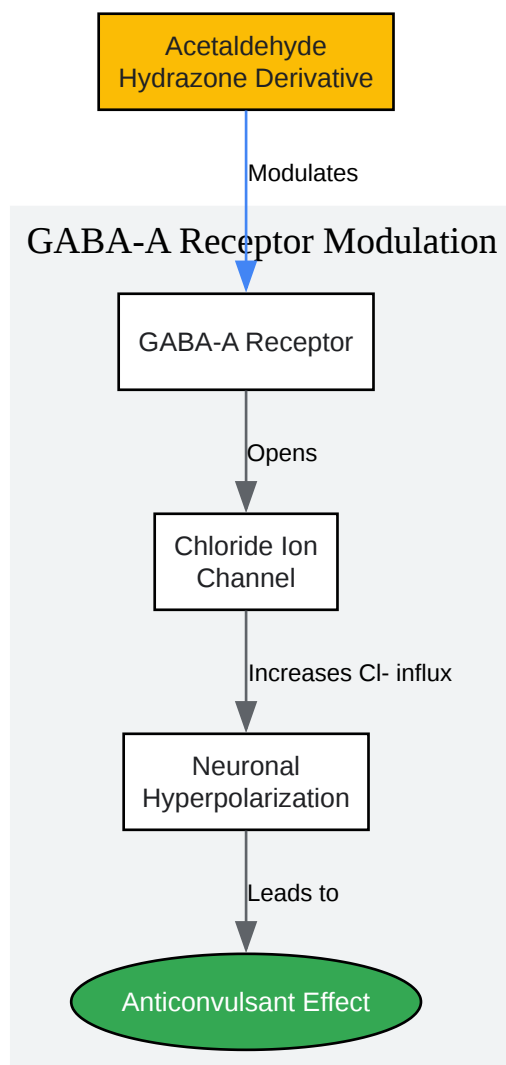 Acetaldehyde
Hydrazone Derivative
Modulates
GABA-A Receptor Modulation
GABA-A Receptor
Opens
Chloride Ion
Channel
Increases Cl- influx
Neuronal
Hyperpolarization
Leads to
Anticonvulsant Effect